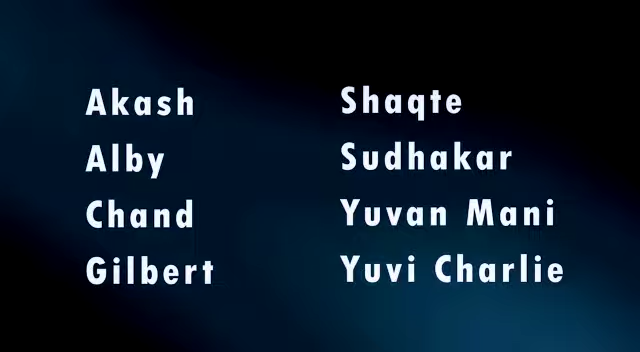 Akash
Alby
Chand
Gilbert
Shaqte
Sudhakar
Yuvan Mani
Yuvi Charlie